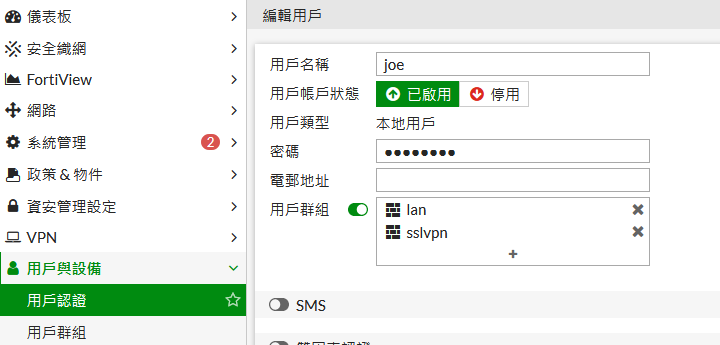 儀表板
安全織網
FortiView
網路
系統管理 2
政策 & 物件
資安管理設定
VPN
用戶與設備
用戶認證
用戶群組
編輯用戶
用戶名稱 joe
用戶帳戶狀態 已啟用 停用
用戶類型 本地用戶
密碼 ●●●●●●●●
電郵地址
用戶群組 lan
sslvpn
SMS